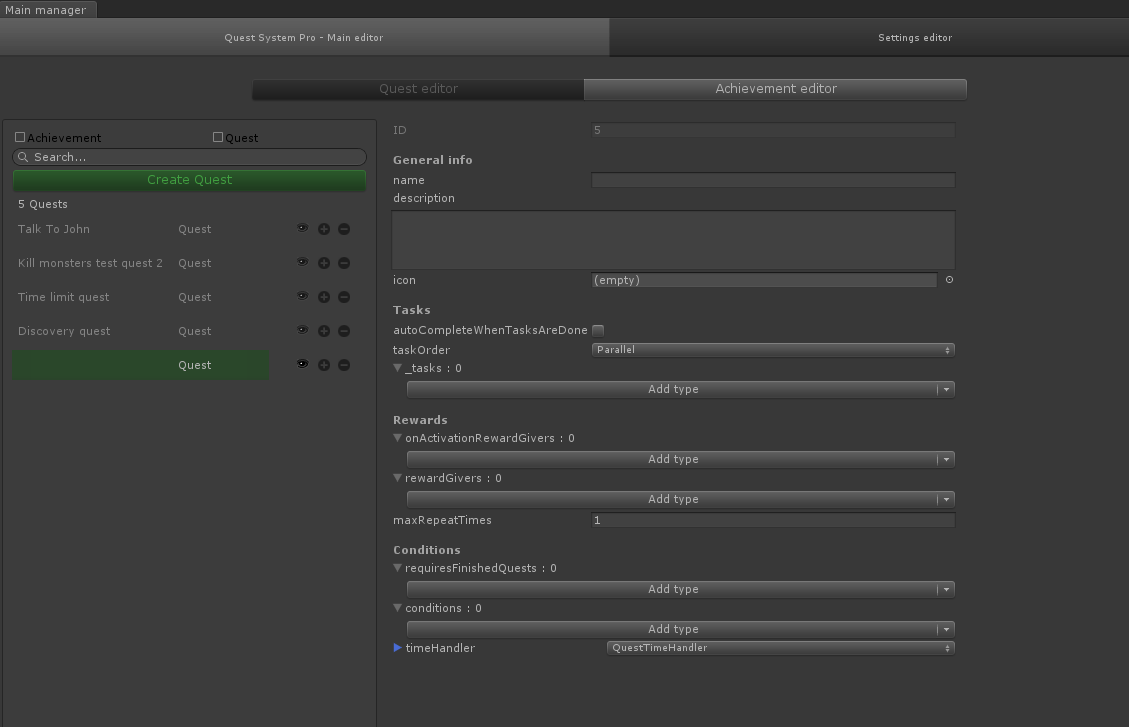 Main manager
Quest System Pro - Main editor
Settings editor
Quest editor
Achievement editor
Achievement
Quest
Search...
Create Quest
5 Quests
Talk To John Quest
Kill monsters test quest 2 Quest
Time limit quest Quest
Discovery quest Quest
Quest
ID 5
General info
name
description
icon (empty)
Tasks
autoCompleteWhenTasksAreDone
taskOrder Parallel
_tasks : 0
Add type
Rewards
onActivationRewardGivers : 0
Add type
rewardGivers : 0
Add type
maxRepeatTimes 1
Conditions
requiresFinishedQuests : 0
Add type
conditions : 0
Add type
timeHandler QuestTimeHandler